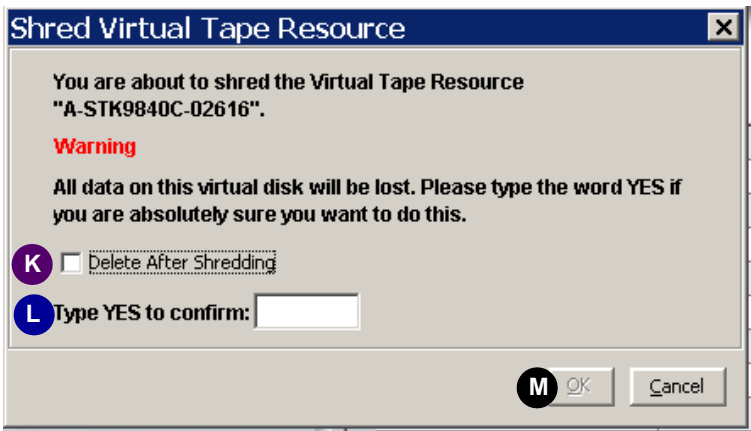 Shred Virtual Tape Resource
You are about to shred the Virtual Tape Resource
"A-STK9840C-02616".
Warning
All data on this virtual disk will be lost. Please type the word YES if
you are absolutely sure you want to do this.
K Delete After Shredding
L Type YES to confirm:
M OK Cancel